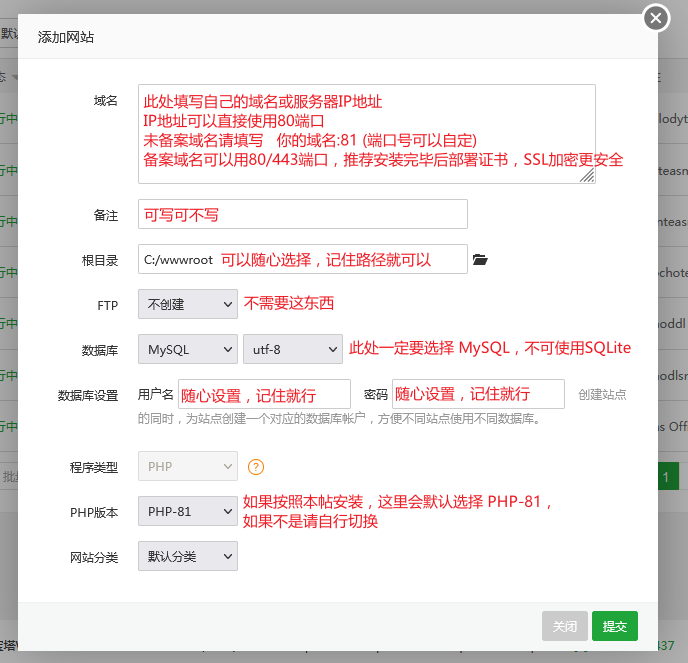 添加网站
默认
域名
此处填写自己的域名或服务器IP地址
IP地址可以直接使用80端口
未备案域名请填写 你的域名:81 (端口号可以自定)
备案域名可以用80/443端口，推荐安装完毕后部署证书，SSL加密更安全
备注 可写可不写
根目录 C:/wwwroot 可以随心选择，记住路径就可以
FTP 不创建 不需要这东西
数据库 MySQL utf-8 此处一定要选择 MySQL，不可使用SQLite
数据库设置 用户名 随心设置，记住就行 密码 随心设置，记住就行 创建站点
的同时，为站点创建一个对应的数据库帐户，方便不同站点使用不同数据库。
程序类型 PHP ?
PHP版本 PHP-81 如果按照本帖安装，这里会默认选择 PHP-81，
如果不是请自行切换
网站分类 默认分类
关闭 提交
1
437